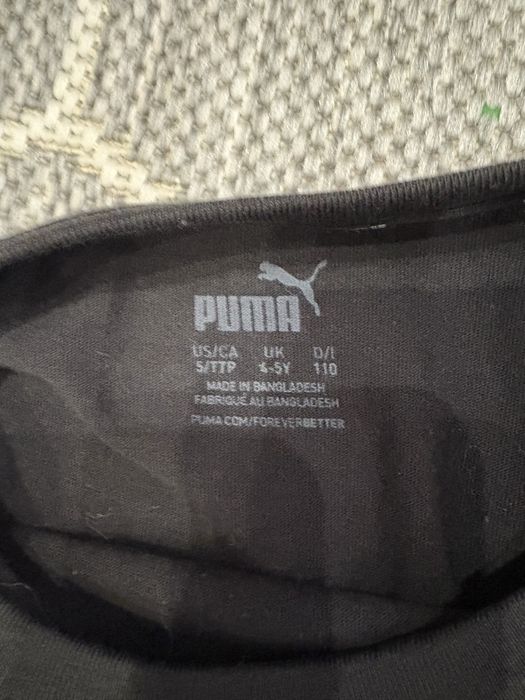 PUMA
US/CA UK D/I
5/TTP 4-5Y 110
MADE IN BANGLADESH
FABRIQUÉ AU BANGLADESH
PUMA.COM/FOREVERBETTER